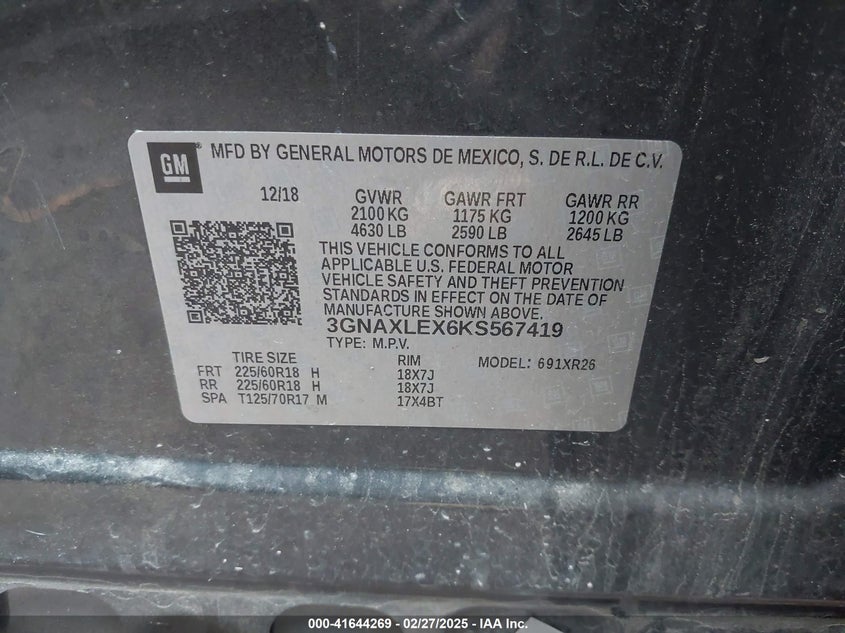 GM ® MFD BY GENERAL MOTORS DE MEXICO, S. DE R.L. DE C.V.
12/18 GVWR GAWR FRT GAWR RR
2100 KG 1175 KG 1200 KG
4630 LB 2590 LB 2645 LB
THIS VEHICLE CONFORMS TO ALL
APPLICABLE U.S. FEDERAL MOTOR
VEHICLE SAFETY AND THEFT PREVENTION
STANDARDS IN EFFECT ON THE DATE OF
MANUFACTURE SHOWN ABOVE.
3GNAXLEX6KS567419
TYPE: M.P.V. MODEL: 691XR26
TIRE SIZE RIM
FRT 225/60R18 H 18X7J
RR 225/60R18 H 18X7J
SPA T125/70R17 M 17X4BT
000-41644269 - 02/27/2025 - IAA Inc.